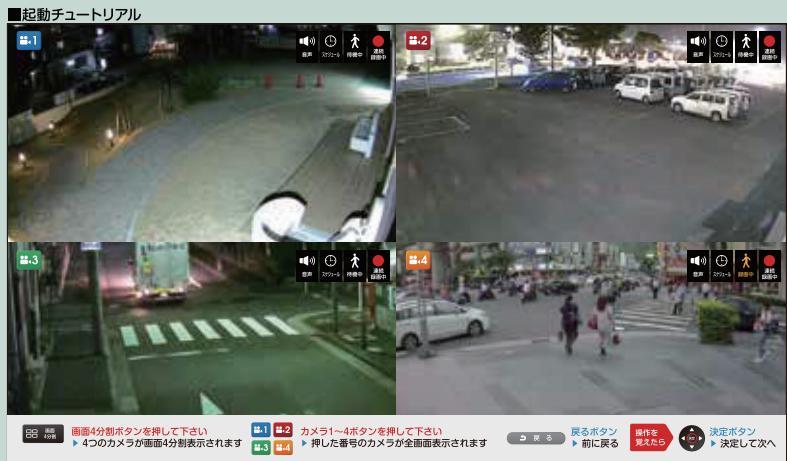 ■起動チュートリアル
1
音声 スケジュール 待機中 連続録画中
2
音声 スケジュール 待機中 連続録画中
3
音声 スケジュール 待機中 連続録画中
4
音声 スケジュール 録画中 連続録画中
画面4分割
画面4分割ボタンを押して下さい
▶ 4つのカメラが画面4分割表示されます
1 2
3 4
カメラ1〜4ボタンを押して下さい
▶ 押した番号のカメラが全画面表示されます
戻る
戻るボタン
▶ 前に戻る
操作を
覚えたら
決定ボタン
▶ 決定して次へ